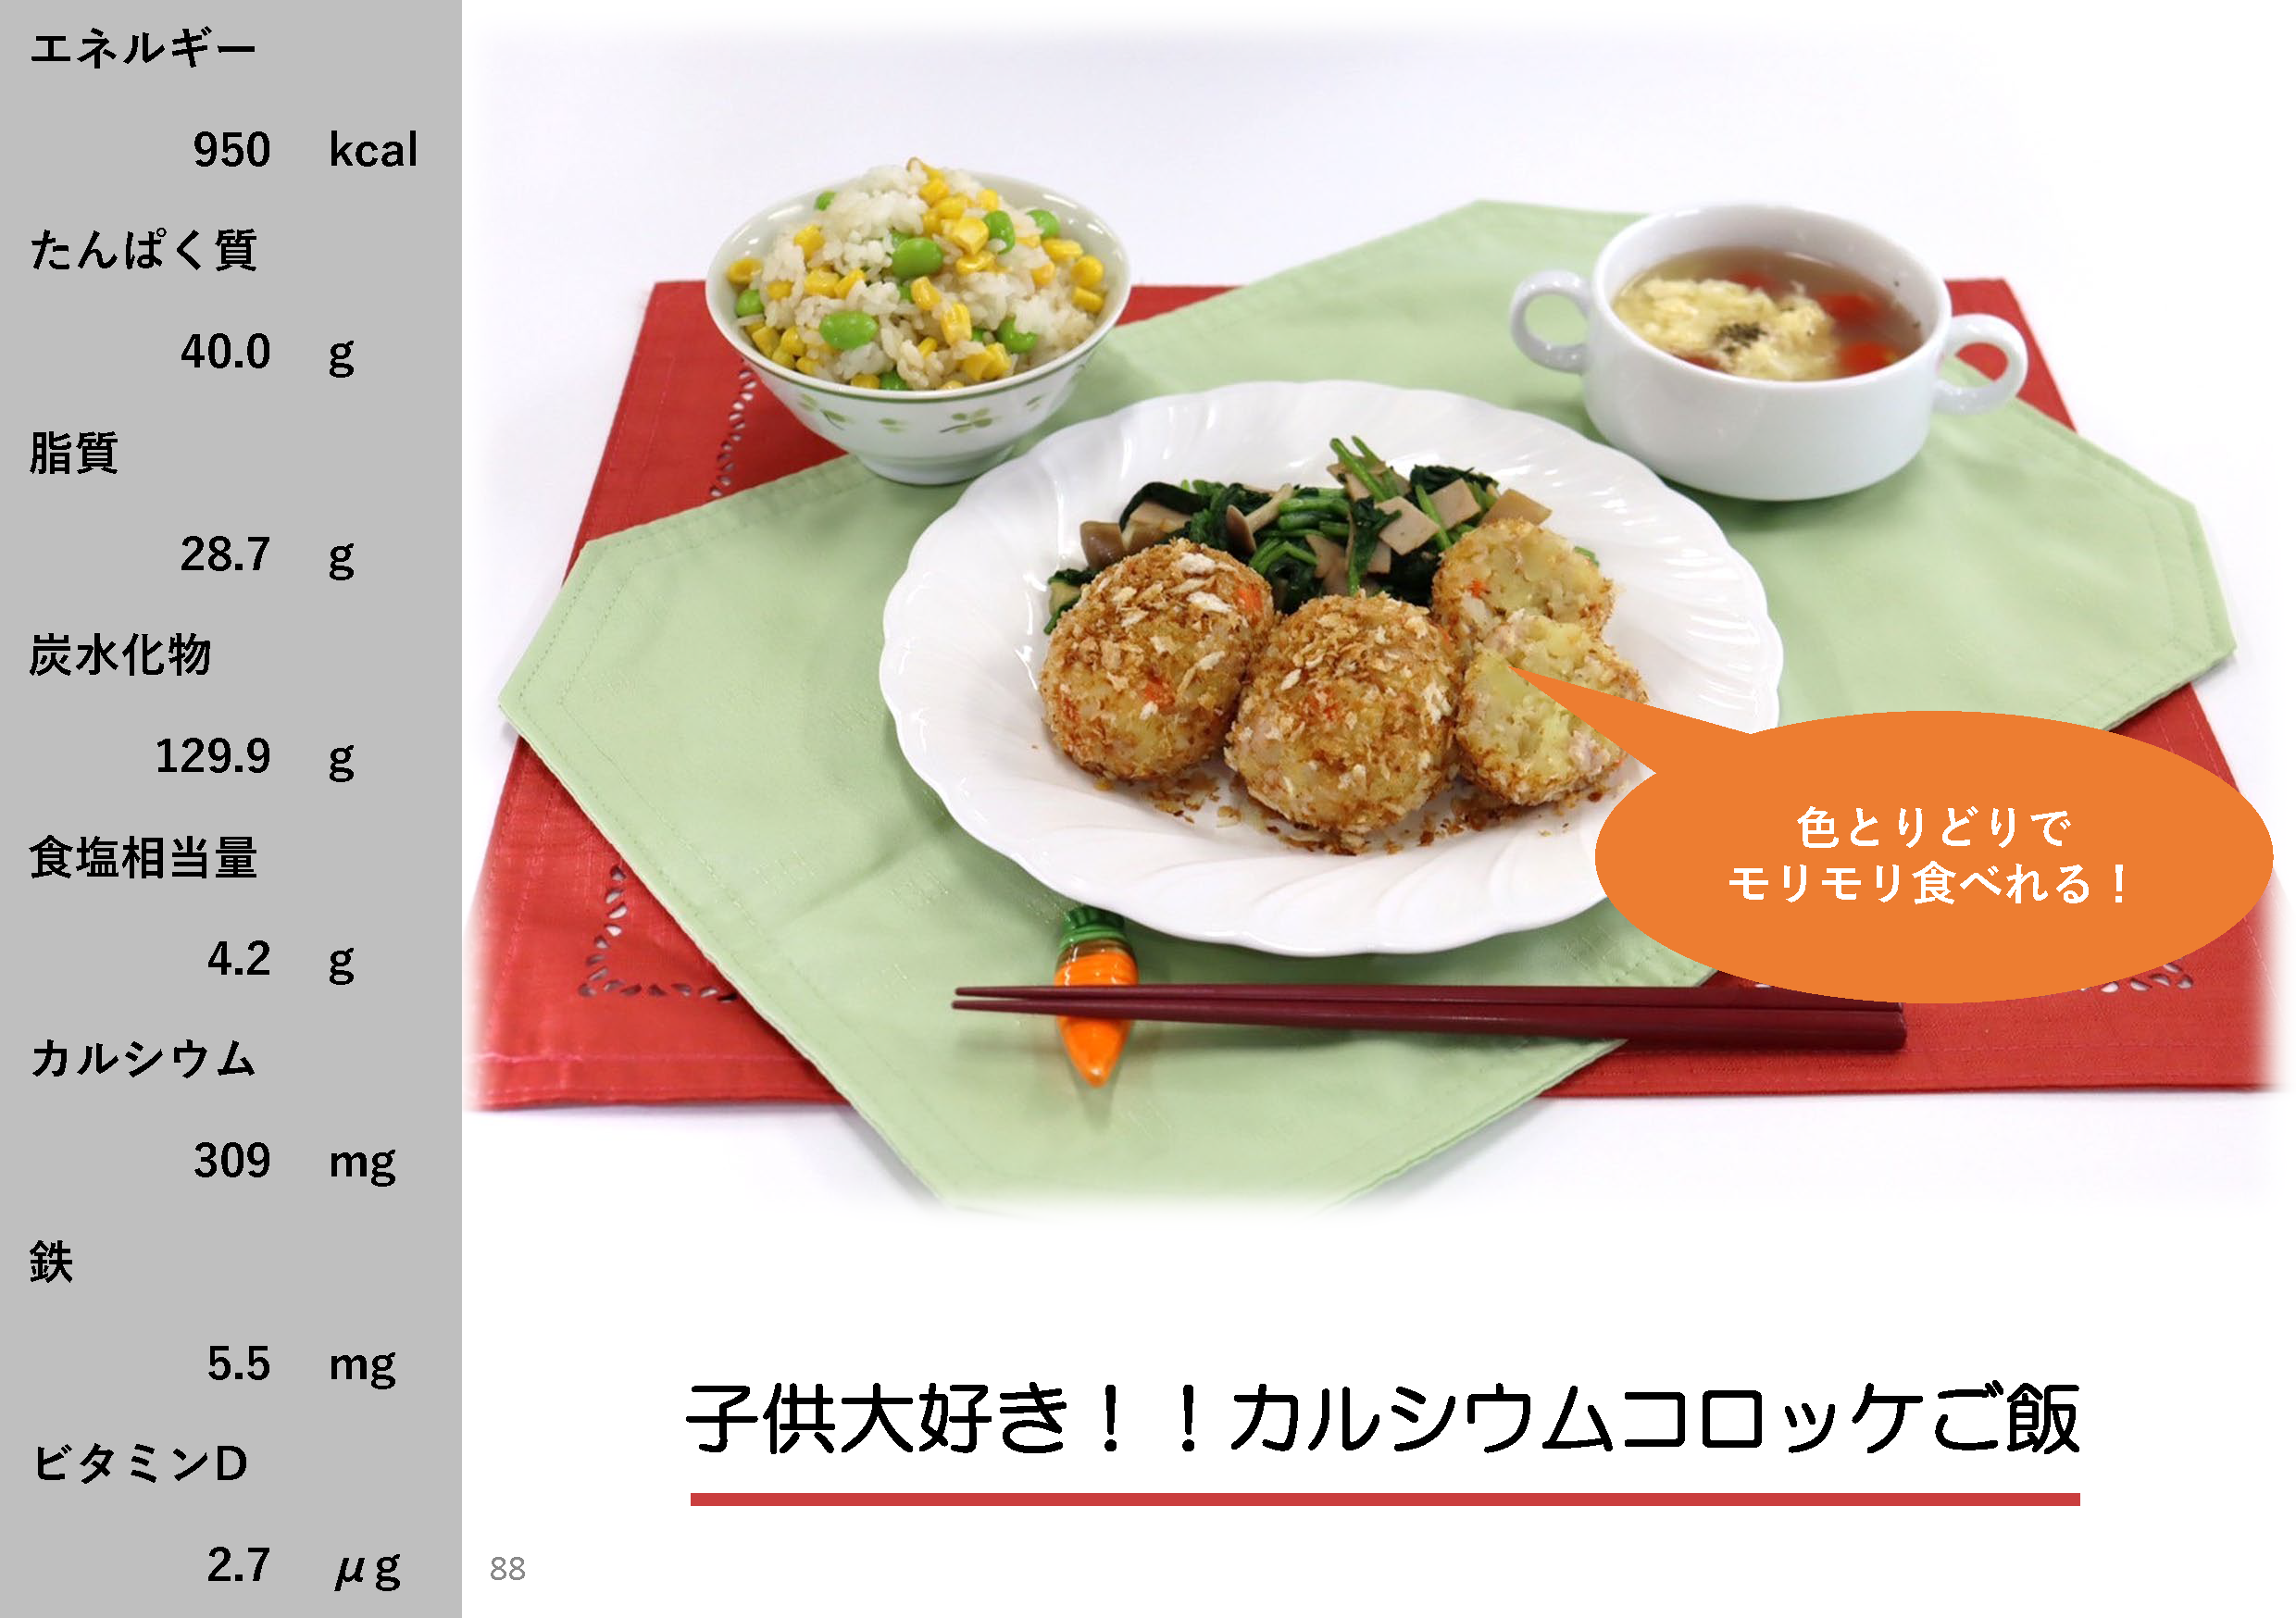 エネルギー
950 kcal
たんぱく質
40.0 g
脂質
28.7 g
炭水化物
129.9 g
食塩相当量
4.2 g
カルシウム
309 mg
鉄
5.5 mg
ビタミンD
2.7 μg
色とりどりで
モリモリ食べれる！
子供大好き！！カルシウムコロッケご飯
88